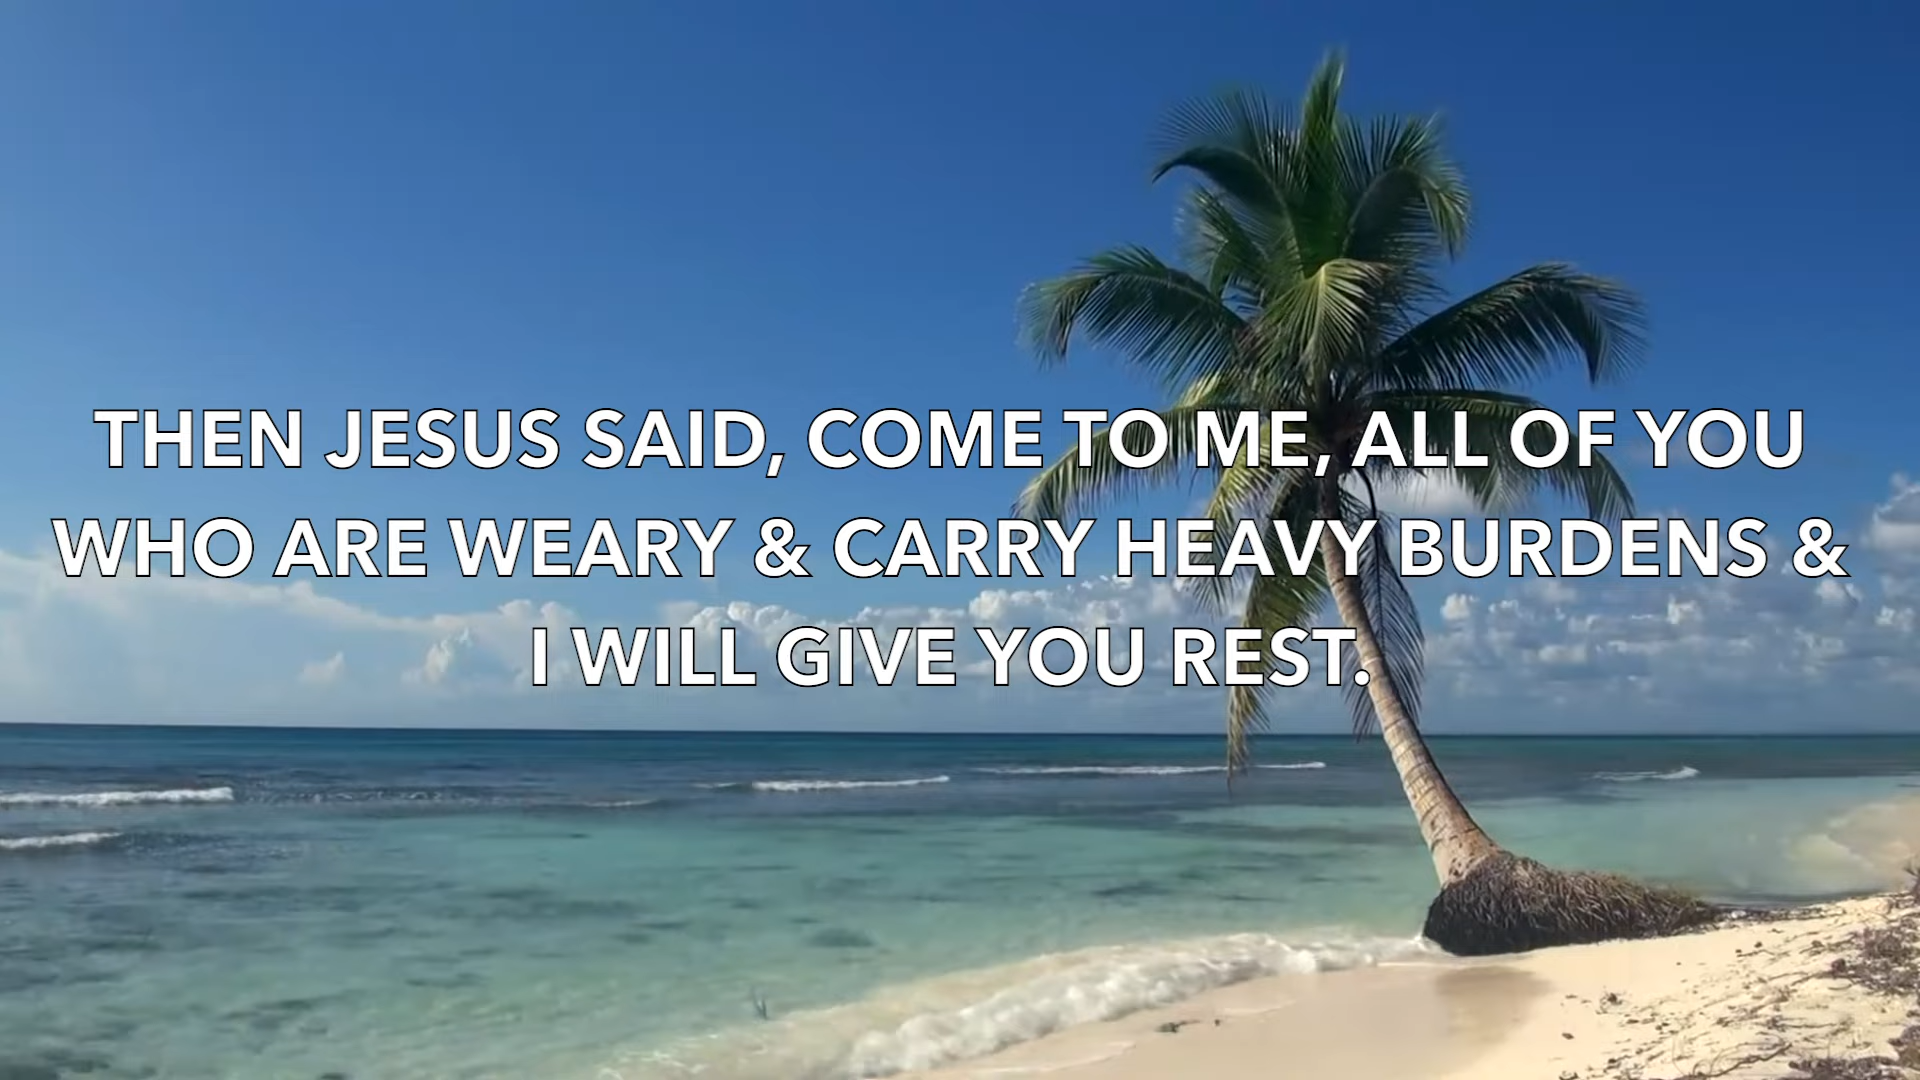 THEN JESUS SAID, COME TO ME, ALL OF YOU
WHO ARE WEARY & CARRY HEAVY BURDENS &
I WILL GIVE YOU REST.